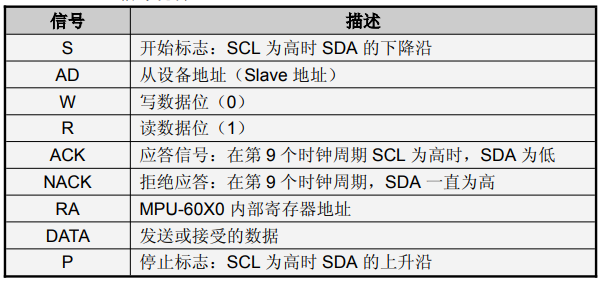 信号 描述
S 开始标志：SCL 为高时 SDA 的下降沿
AD 从设备地址（Slave 地址）
W 写数据位（0）
R 读数据位（1）
ACK 应答信号：在第 9 个时钟周期 SCL 为高时，SDA 为低
NACK 拒绝应答：在第 9 个时钟周期，SDA 一直为高
RA MPU-60X0 内部寄存器地址
DATA 发送或接受的数据
P 停止标志：SCL 为高时 SDA 的上升沿